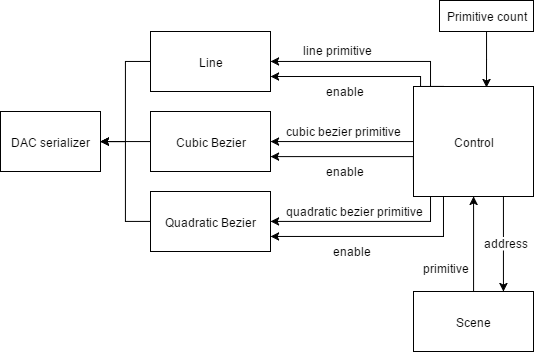 Primitive count
line primitive
Line
enable
cubic bezier primitive
DAC serializer
Cubic Bezier
Control
enable
quadratic bezier primitive
Quadratic Bezier
address
enable
primitive
Scene